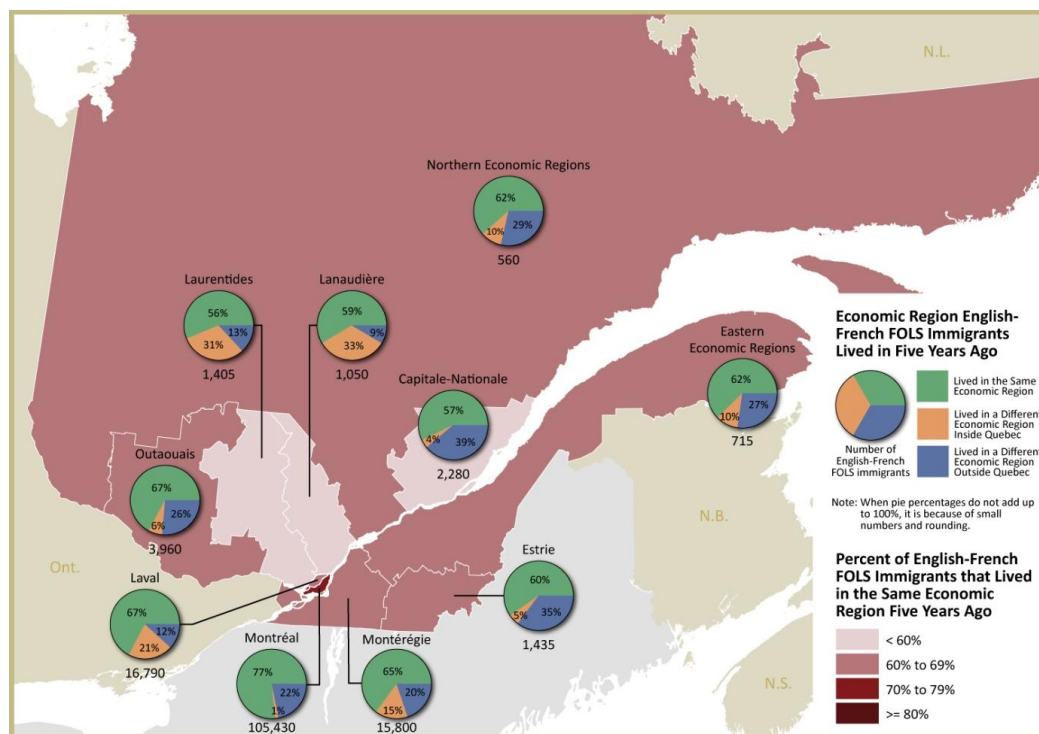 N.L.
Northern Economic Regions
62%
29%
10%
560
Laurentides
56%
13%
31%
1,405
Lanaudière
59%
9%
33%
1,050
Capitale-Nationale
57%
4%
39%
2,280
Eastern
Economic Regions
62%
27%
10%
715
Outaouais
67%
26%
6%
3,960
Ont.
Laval
67%
12%
21%
16,790
Montréal
77%
22%
1%
105,430
Montérégie
65%
20%
15%
15,800
Estrie
60%
5%
35%
1,435
N.B.
N.S.
Economic Region English-
French FOLS Immigrants
Lived in Five Years Ago
Number of
English-French
FOLS immigrants
Lived in the Same
Economic Region
Lived in a Different
Economic Region
Inside Quebec
Lived in a Different
Economic Region
Outside Quebec
Note: When pie percentages do not add up
to 100%, it is because of small
numbers and rounding.
Percent of English-French
FOLS Immigrants that Lived
in the Same Economic
Region Five Years Ago
< 60%
60% to 69%
70% to 79%
>= 80%